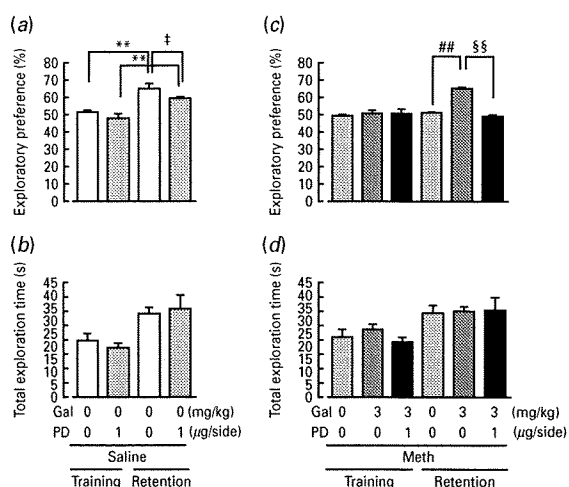 (a)
** ‡
**
Exploratory preference (%)
80
70
60
50
40
30
20
10
0
(c)
## §§
Exploratory preference (%)
80
70
60
50
40
30
20
10
0
(b)
Total exploration time (s)
45
40
35
30
25
20
15
10
5
0
Gal 0 0 0 0 (mg/kg)
PD 0 1 0 1 (μg/side)
Saline
Training Retention
(d)
Total exploration time (s)
45
40
35
30
25
20
15
10
5
0
0 3 3 0 3 3 (mg/kg)
0 0 1 0 0 1 (μg/side)
Meth
Training Retention